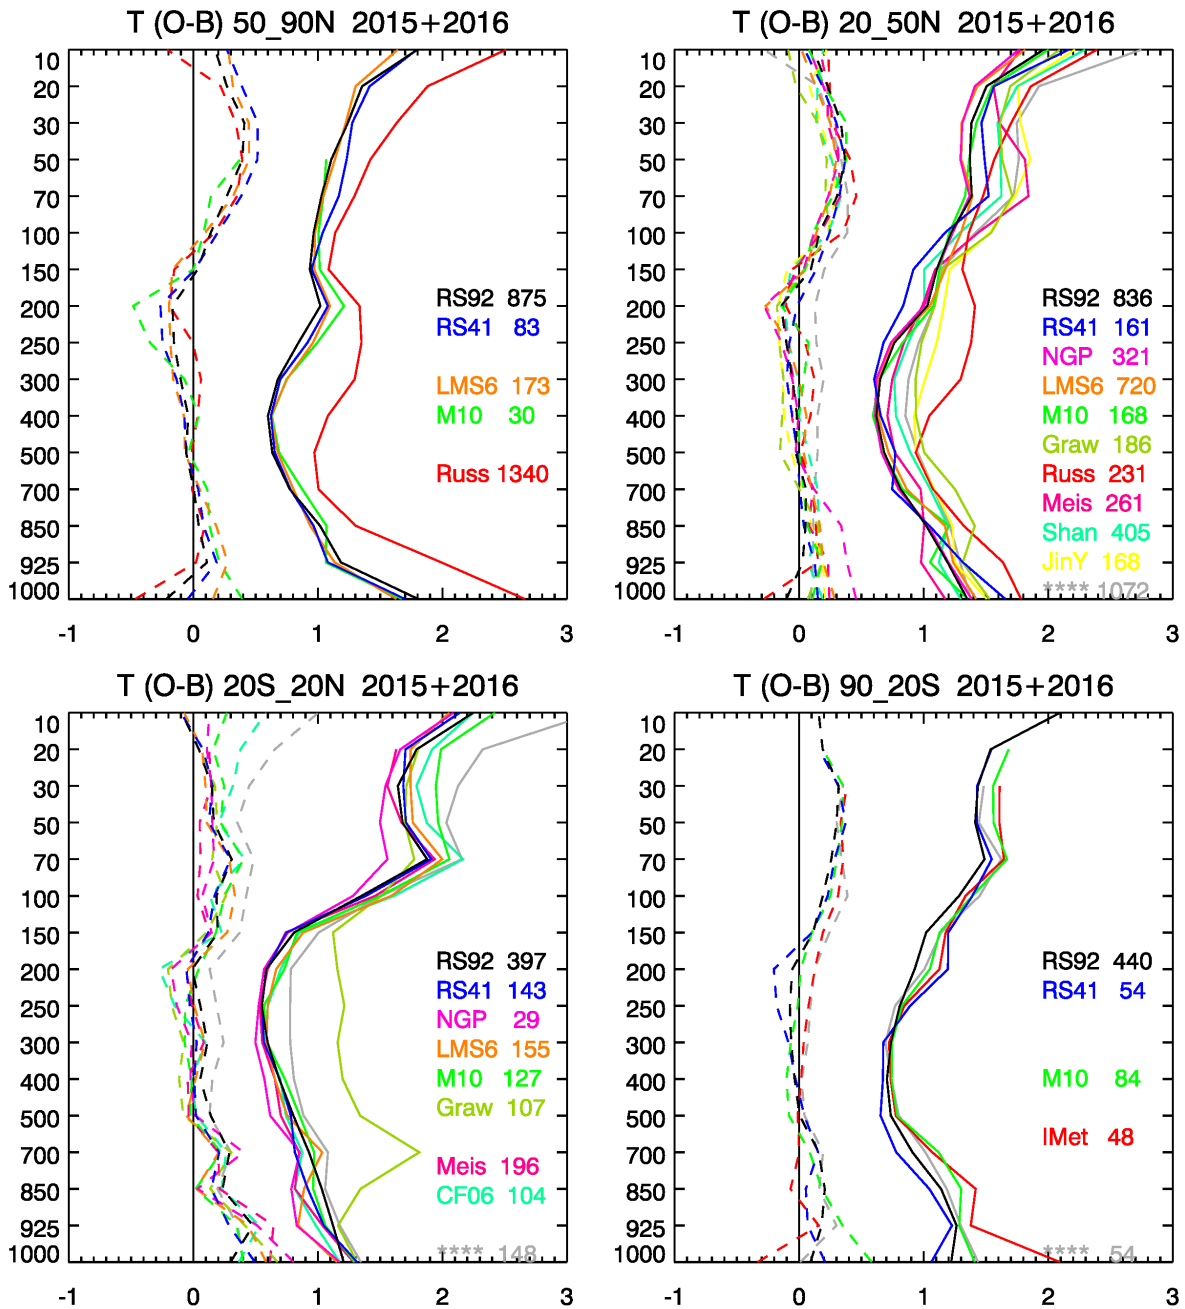 T (O-B) 50_90N 2015+2016
10
20
30
50
70
100
150
200
250
300
400
500
700
850
925
1000
RS92 875
RS41 83
LMS6 173
M10 30
Russ 1340
-1 0 1 2 3
T (O-B) 20_50N 2015+2016
10
20
30
50
70
100
150
200
250
300
400
500
700
850
925
1000
RS92 836
RS41 161
NGP 321
LMS6 720
M10 168
Graw 186
Russ 231
Meis 261
Shan 405
JinY 168
**** 1072
-1 0 1 2 3
T (O-B) 20S_20N 2015+2016
10
20
30
50
70
100
150
200
250
300
400
500
700
850
925
1000
RS92 397
RS41 143
NGP 29
LMS6 155
M10 127
Graw 107
Meis 196
CF06 104
**** 148
-1 0 1 2 3
T (O-B) 90_20S 2015+2016
10
20
30
50
70
100
150
200
250
300
400
500
700
850
925
1000
RS92 440
RS41 54
M10 84
IMet 48
**** 54
-1 0 1 2 3